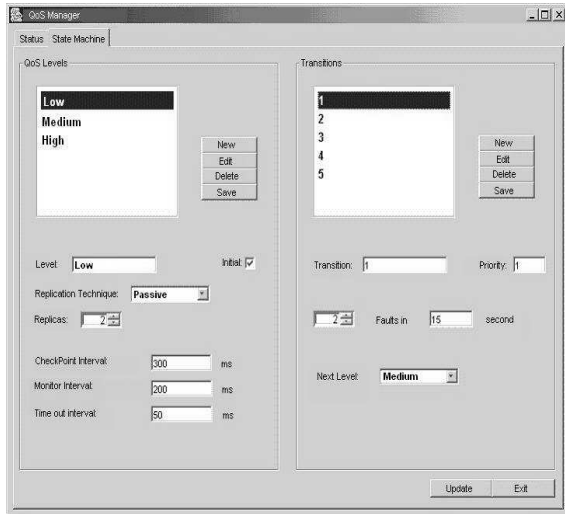 QoS Manager
Status State Machine
QoS Levels
Low
Medium
High
New
Edit
Delete
Save
Level: Low Initial:
Replication Technique: Passive
Replicas: 2
CheckPoint Interval: 300 ms
Monitor Interval: 200 ms
Time out interval: 50 ms
Transitions
1
2
3
4
5
New
Edit
Delete
Save
Transition: 1 Priority: 1
2 Faults in 15 second
Next Level: Medium
Update Exit